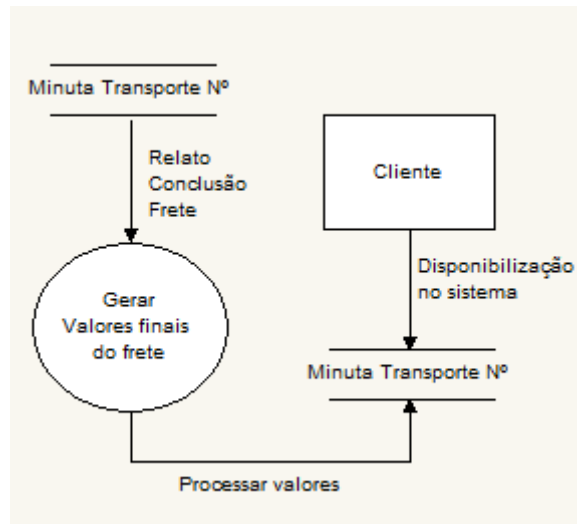 Minuta Transporte Nº
Relato
Conclusão
Frete
Cliente
Gerar
Valores finais
do frete
Disponibilização
no sistema
Minuta Transporte Nº
Processar valores